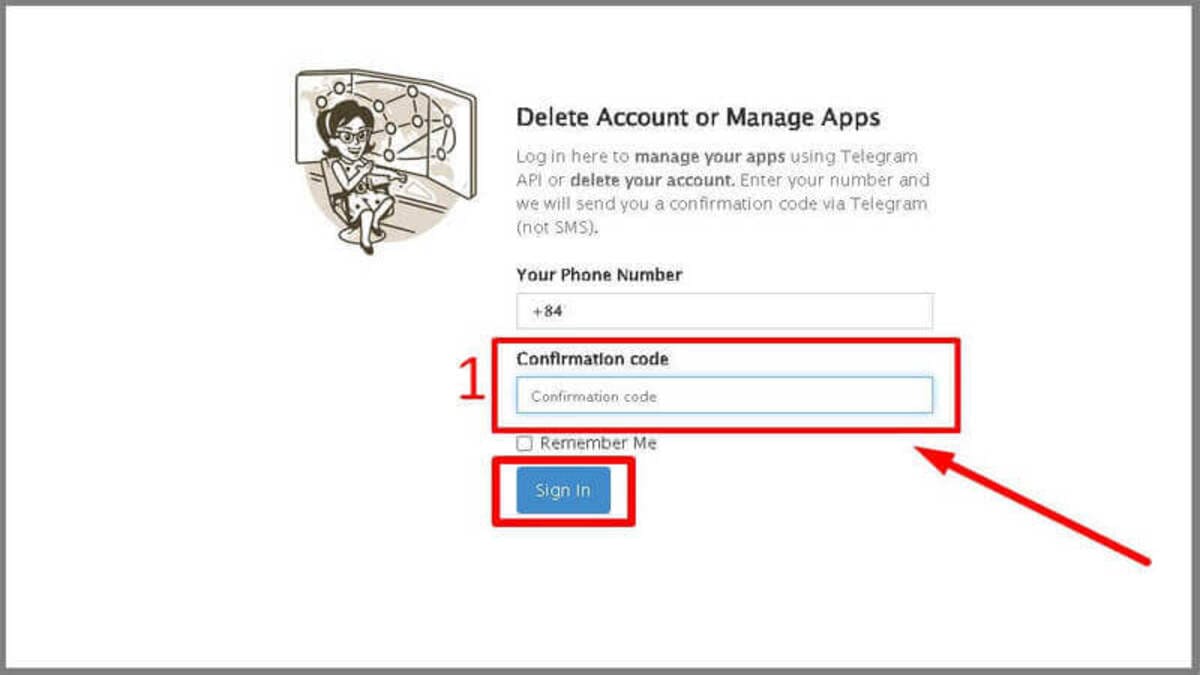 Delete Account or Manage Apps
Log in here to manage your apps using Telegram
API or delete your account. Enter your number and
we will send you a confirmation code via Telegram
(not SMS).
Your Phone Number
+84
Confirmation code
1
Confirmation code
Remember Me
Sign In